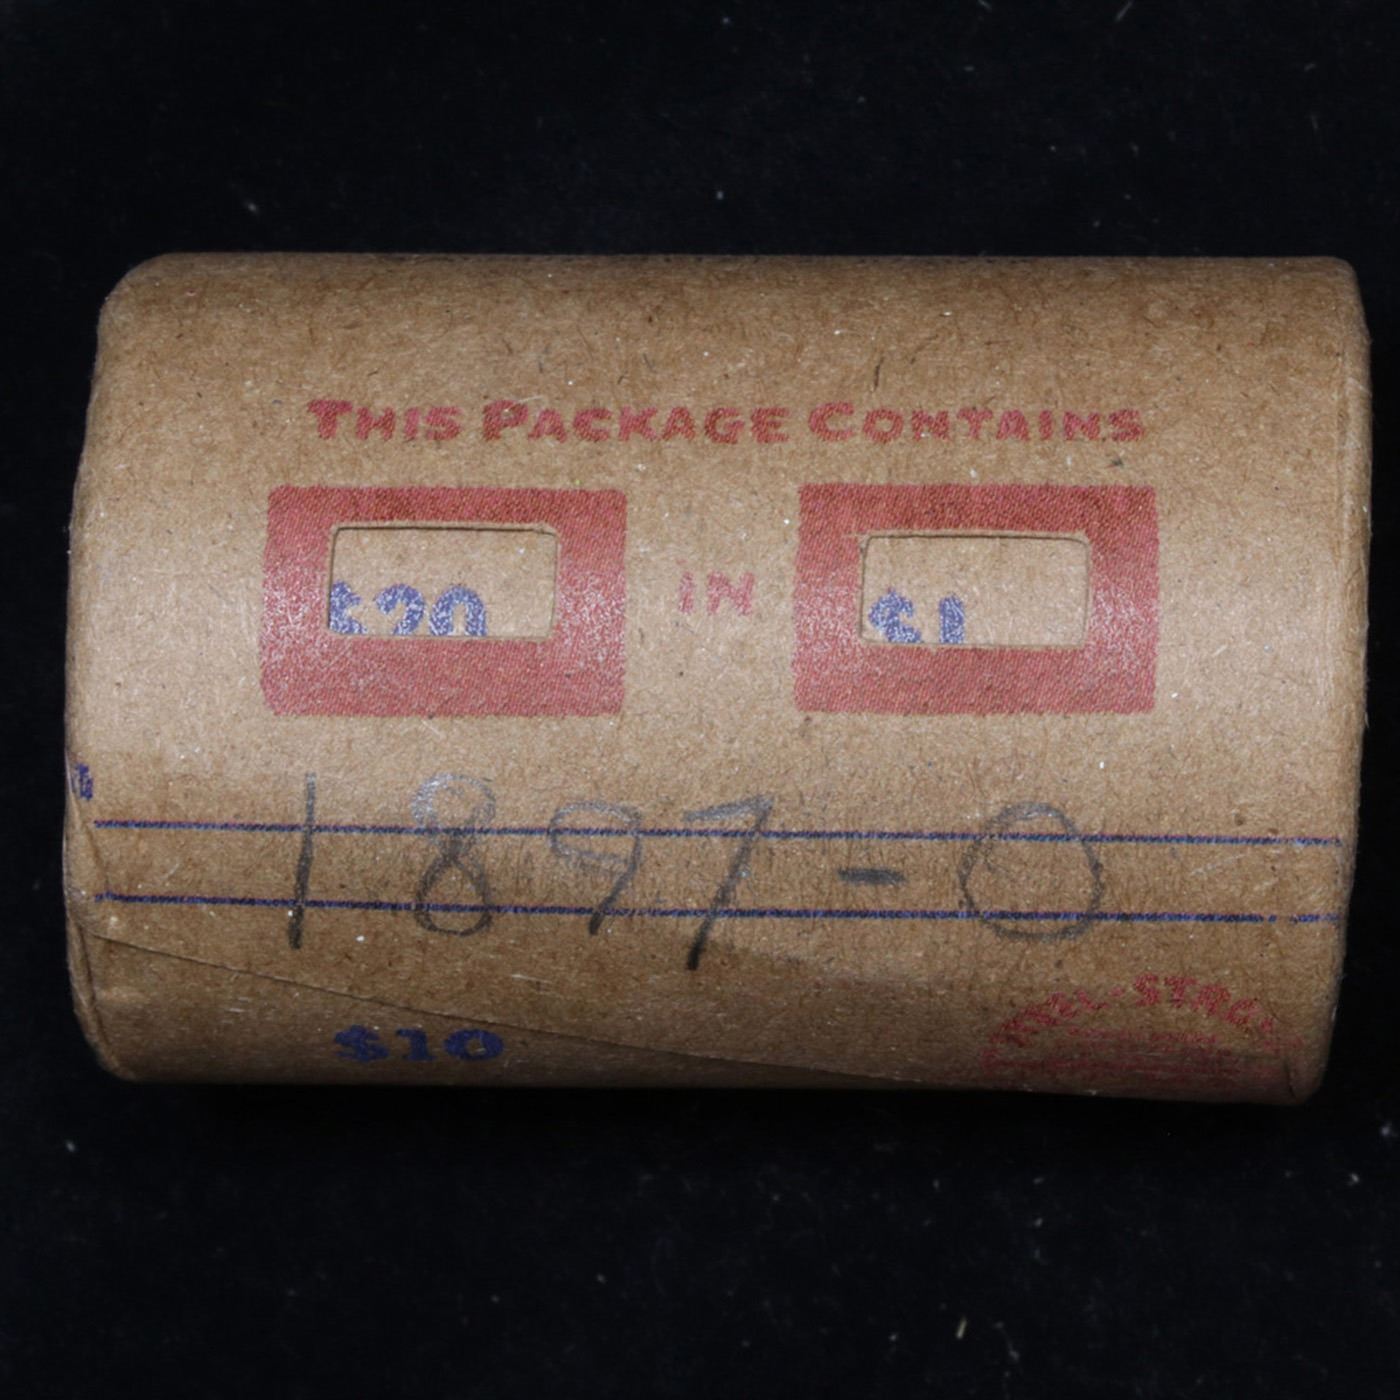 THIS PACKAGE CONTAINS
$20 IN $1
1897-O
$10